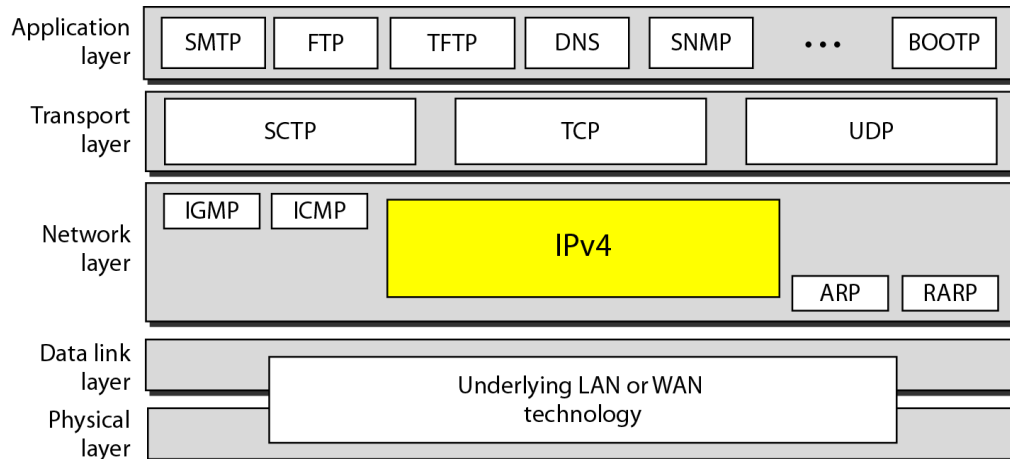 Application
layer
SMTP FTP TFTP DNS SNMP ... BOOTP
Transport
layer
SCTP TCP UDP
Network
layer
IGMP ICMP
IPv4
ARP RARP
Data link
layer
Underlying LAN or WAN
technology
Physical
layer